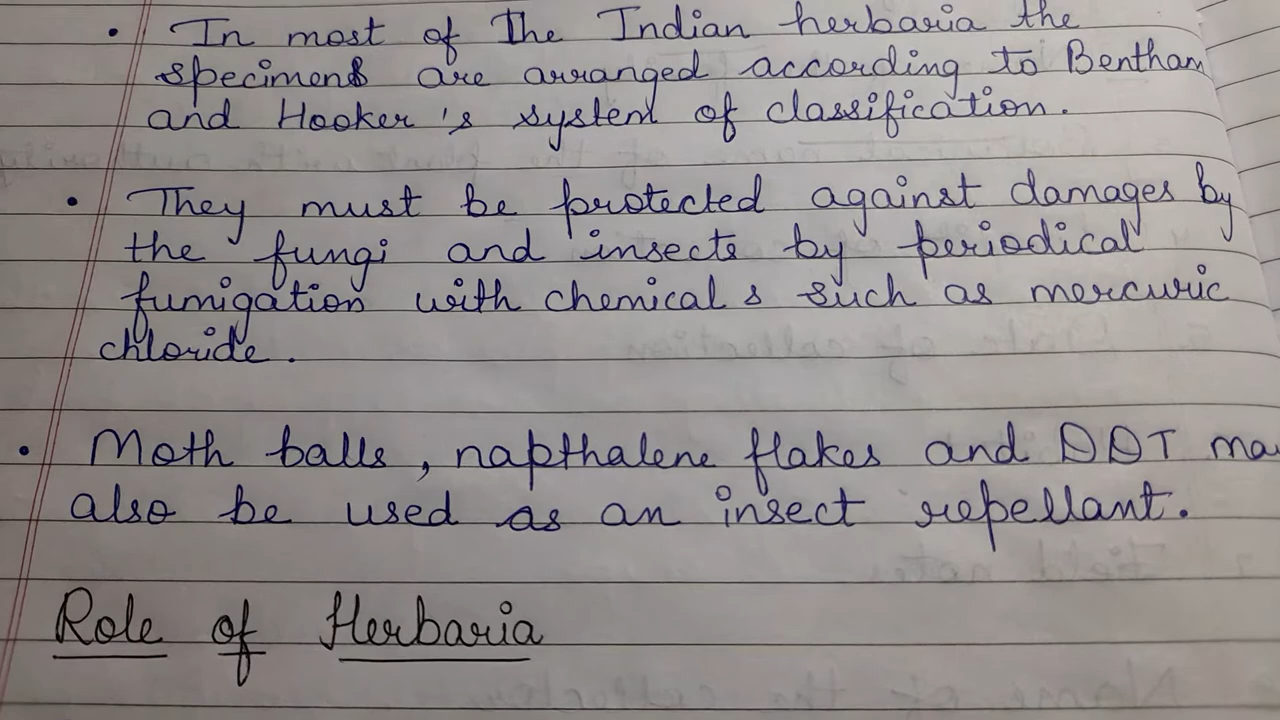 • In most of the Indian herbaria the
specimens are arranged according to Bentham
and Hooker's system of classification.
• They must be protected against damages by
the fungi and insects by periodical
fumigation with chemicals such as mercuric
chloride.
• Moth balls, napthalene flakes and DDT ma
also be used as an insect repellant.
Role of Herbaria